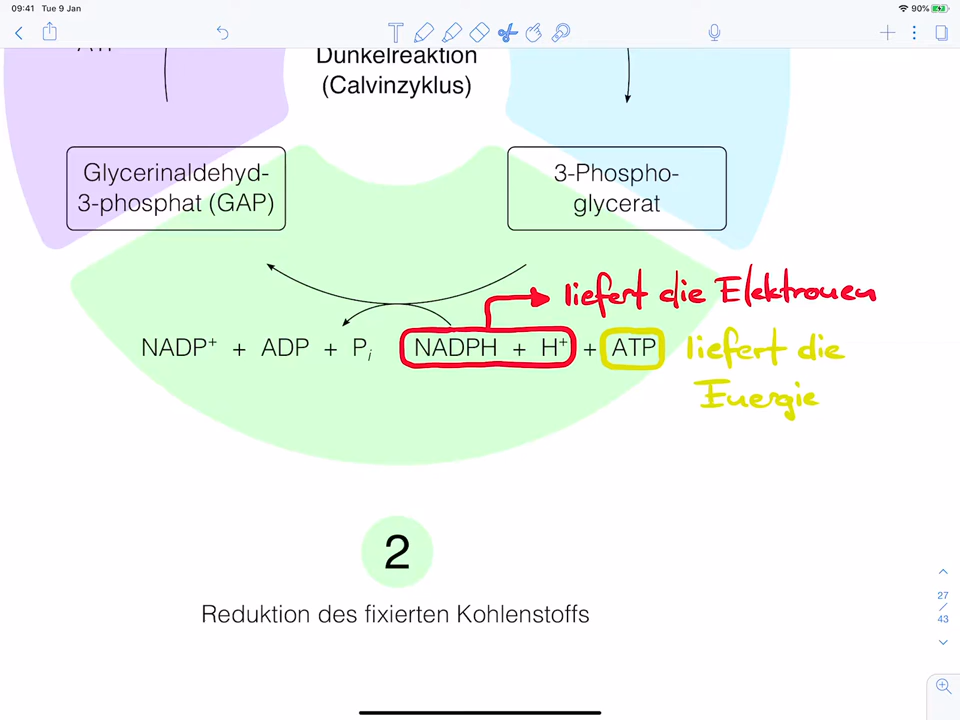 09:41 Tue 9 Jan
90%
ATP
Dunkelreaktion
(Calvinzyklus)
Glycerinaldehyd-
3-phosphat (GAP)
3-Phospho-
glycerat
liefert die Elektronen
NADP⁺ + ADP + Pᵢ NADPH + H⁺ + ATP
liefert die
Energie
2
Reduktion des fixierten Kohlenstoffs
27
/
43